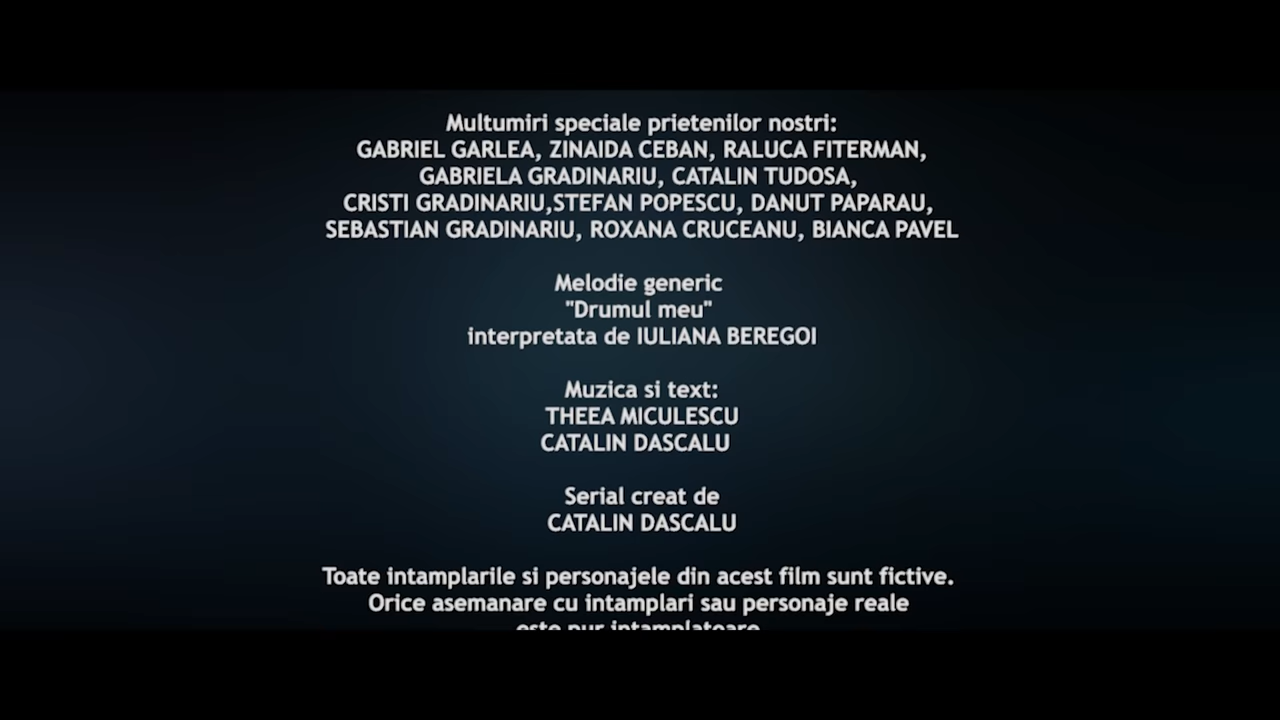 Multumiri speciale prietenilor nostri:
GABRIEL GARLEA, ZINAIDA CEBAN, RALUCA FITERMAN,
GABRIELA GRADINARIU, CATALIN TUDOSA,
CRISTI GRADINARIU,STEFAN POPESCU, DANUT PAPARAU,
SEBASTIAN GRADINARIU, ROXANA CRUCEANU, BIANCA PAVEL
Melodie generic
"Drumul meu"
interpretata de IULIANA BEREGOI
Muzica si text:
THEEA MICULESCU
CATALIN DASCALU
Serial creat de
CATALIN DASCALU
Toate intamplarile si personajele din acest film sunt fictive.
Orice asemanare cu intamplari sau personaje reale
este pur intamplatoare